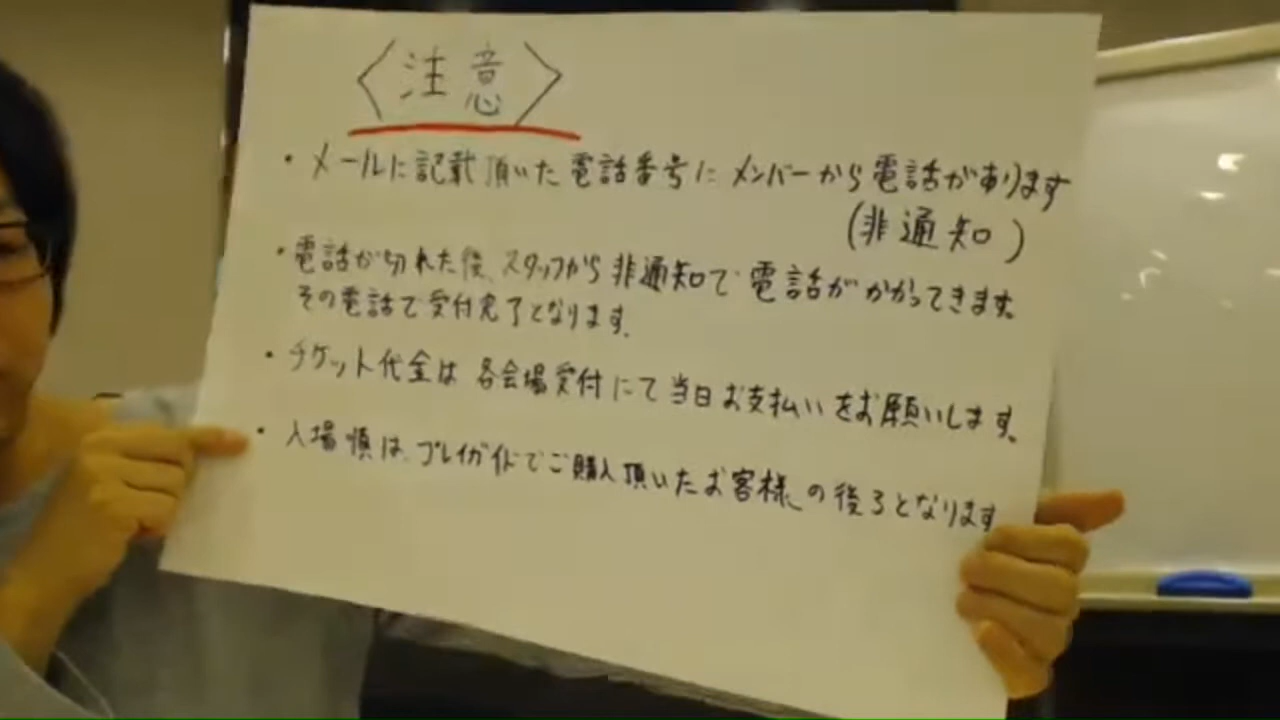 〈注意〉
・メールに記載頂いた電話番号にメンバーから電話があります
(非通知)
・電話が切れた後、スタッフから非通知で電話がかかってきます。
その電話で受付完了となります。
・チケット代金は各会場受付にて当日お支払いをお願いします。
・入場順は、プレイガイドでご購入頂いたお客様の後ろとなります